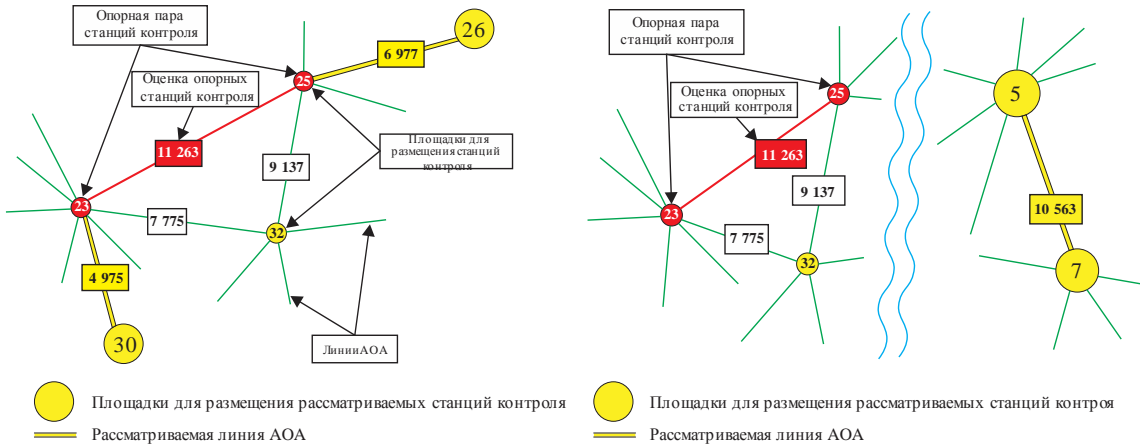 Опорная пара
станций контроля
26
6 977
25
Оценка опорных
станций контроля
Площадки для
размещения станций
контроля
11 263
9 137
23
7 775
32
4 975
30
Линии АОА
Площадки для размещения рассматриваемых станций контроля
Рассматриваемая линия АОА
Опорная пара
станций контроля
25
Оценка опорных
станций контроля
5
11 263
9 137
23
7 775
32
10 563
7
Площадки для размещения рассматриваемых станций контроя
Рассматриваемая линия АОА